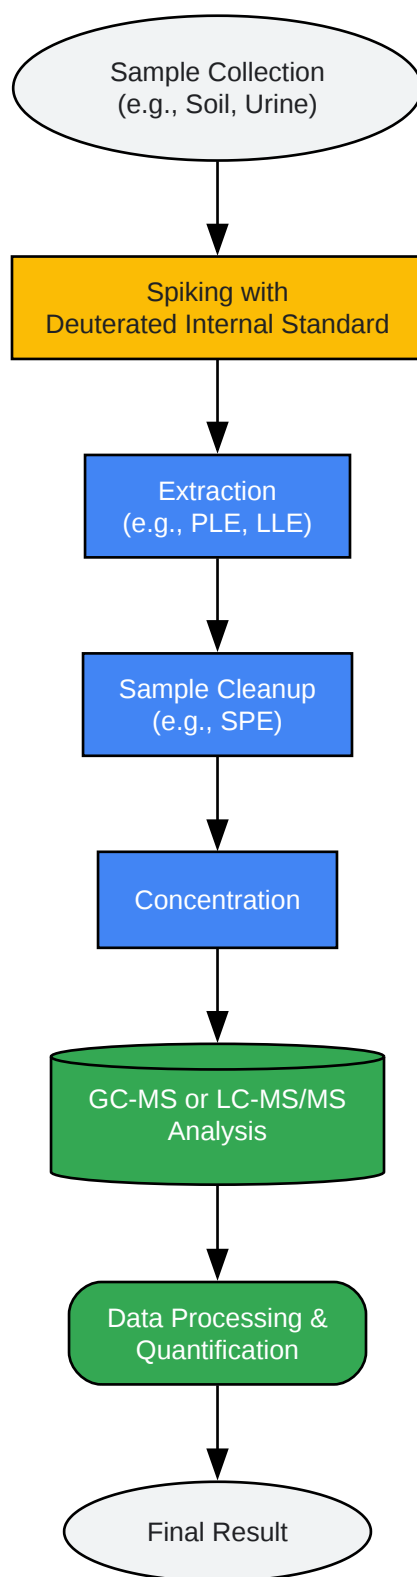 Sample Collection
(e.g., Soil, Urine)
Spiking with
Deuterated Internal Standard
Extraction
(e.g., PLE, LLE)
Sample Cleanup
(e.g., SPE)
Concentration
GC-MS or LC-MS/MS
Analysis
Data Processing &
Quantification
Final Result